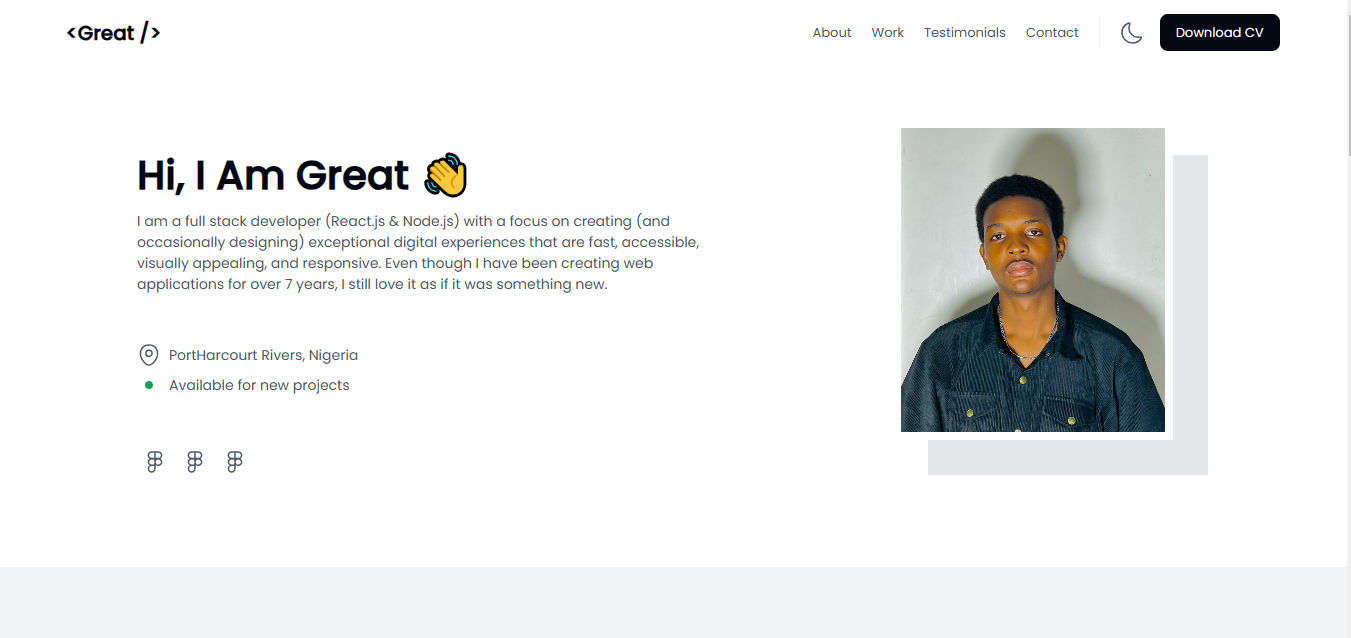 <Great />
About Work Testimonials Contact Download CV
Hi, I Am Great 👋
I am a full stack developer (React.js & Node.js) with a focus on creating (and
occasionally designing) exceptional digital experiences that are fast, accessible,
visually appealing, and responsive. Even though I have been creating web
applications for over 7 years, I still love it as if it was something new.
PortHarcourt Rivers, Nigeria
Available for new projects